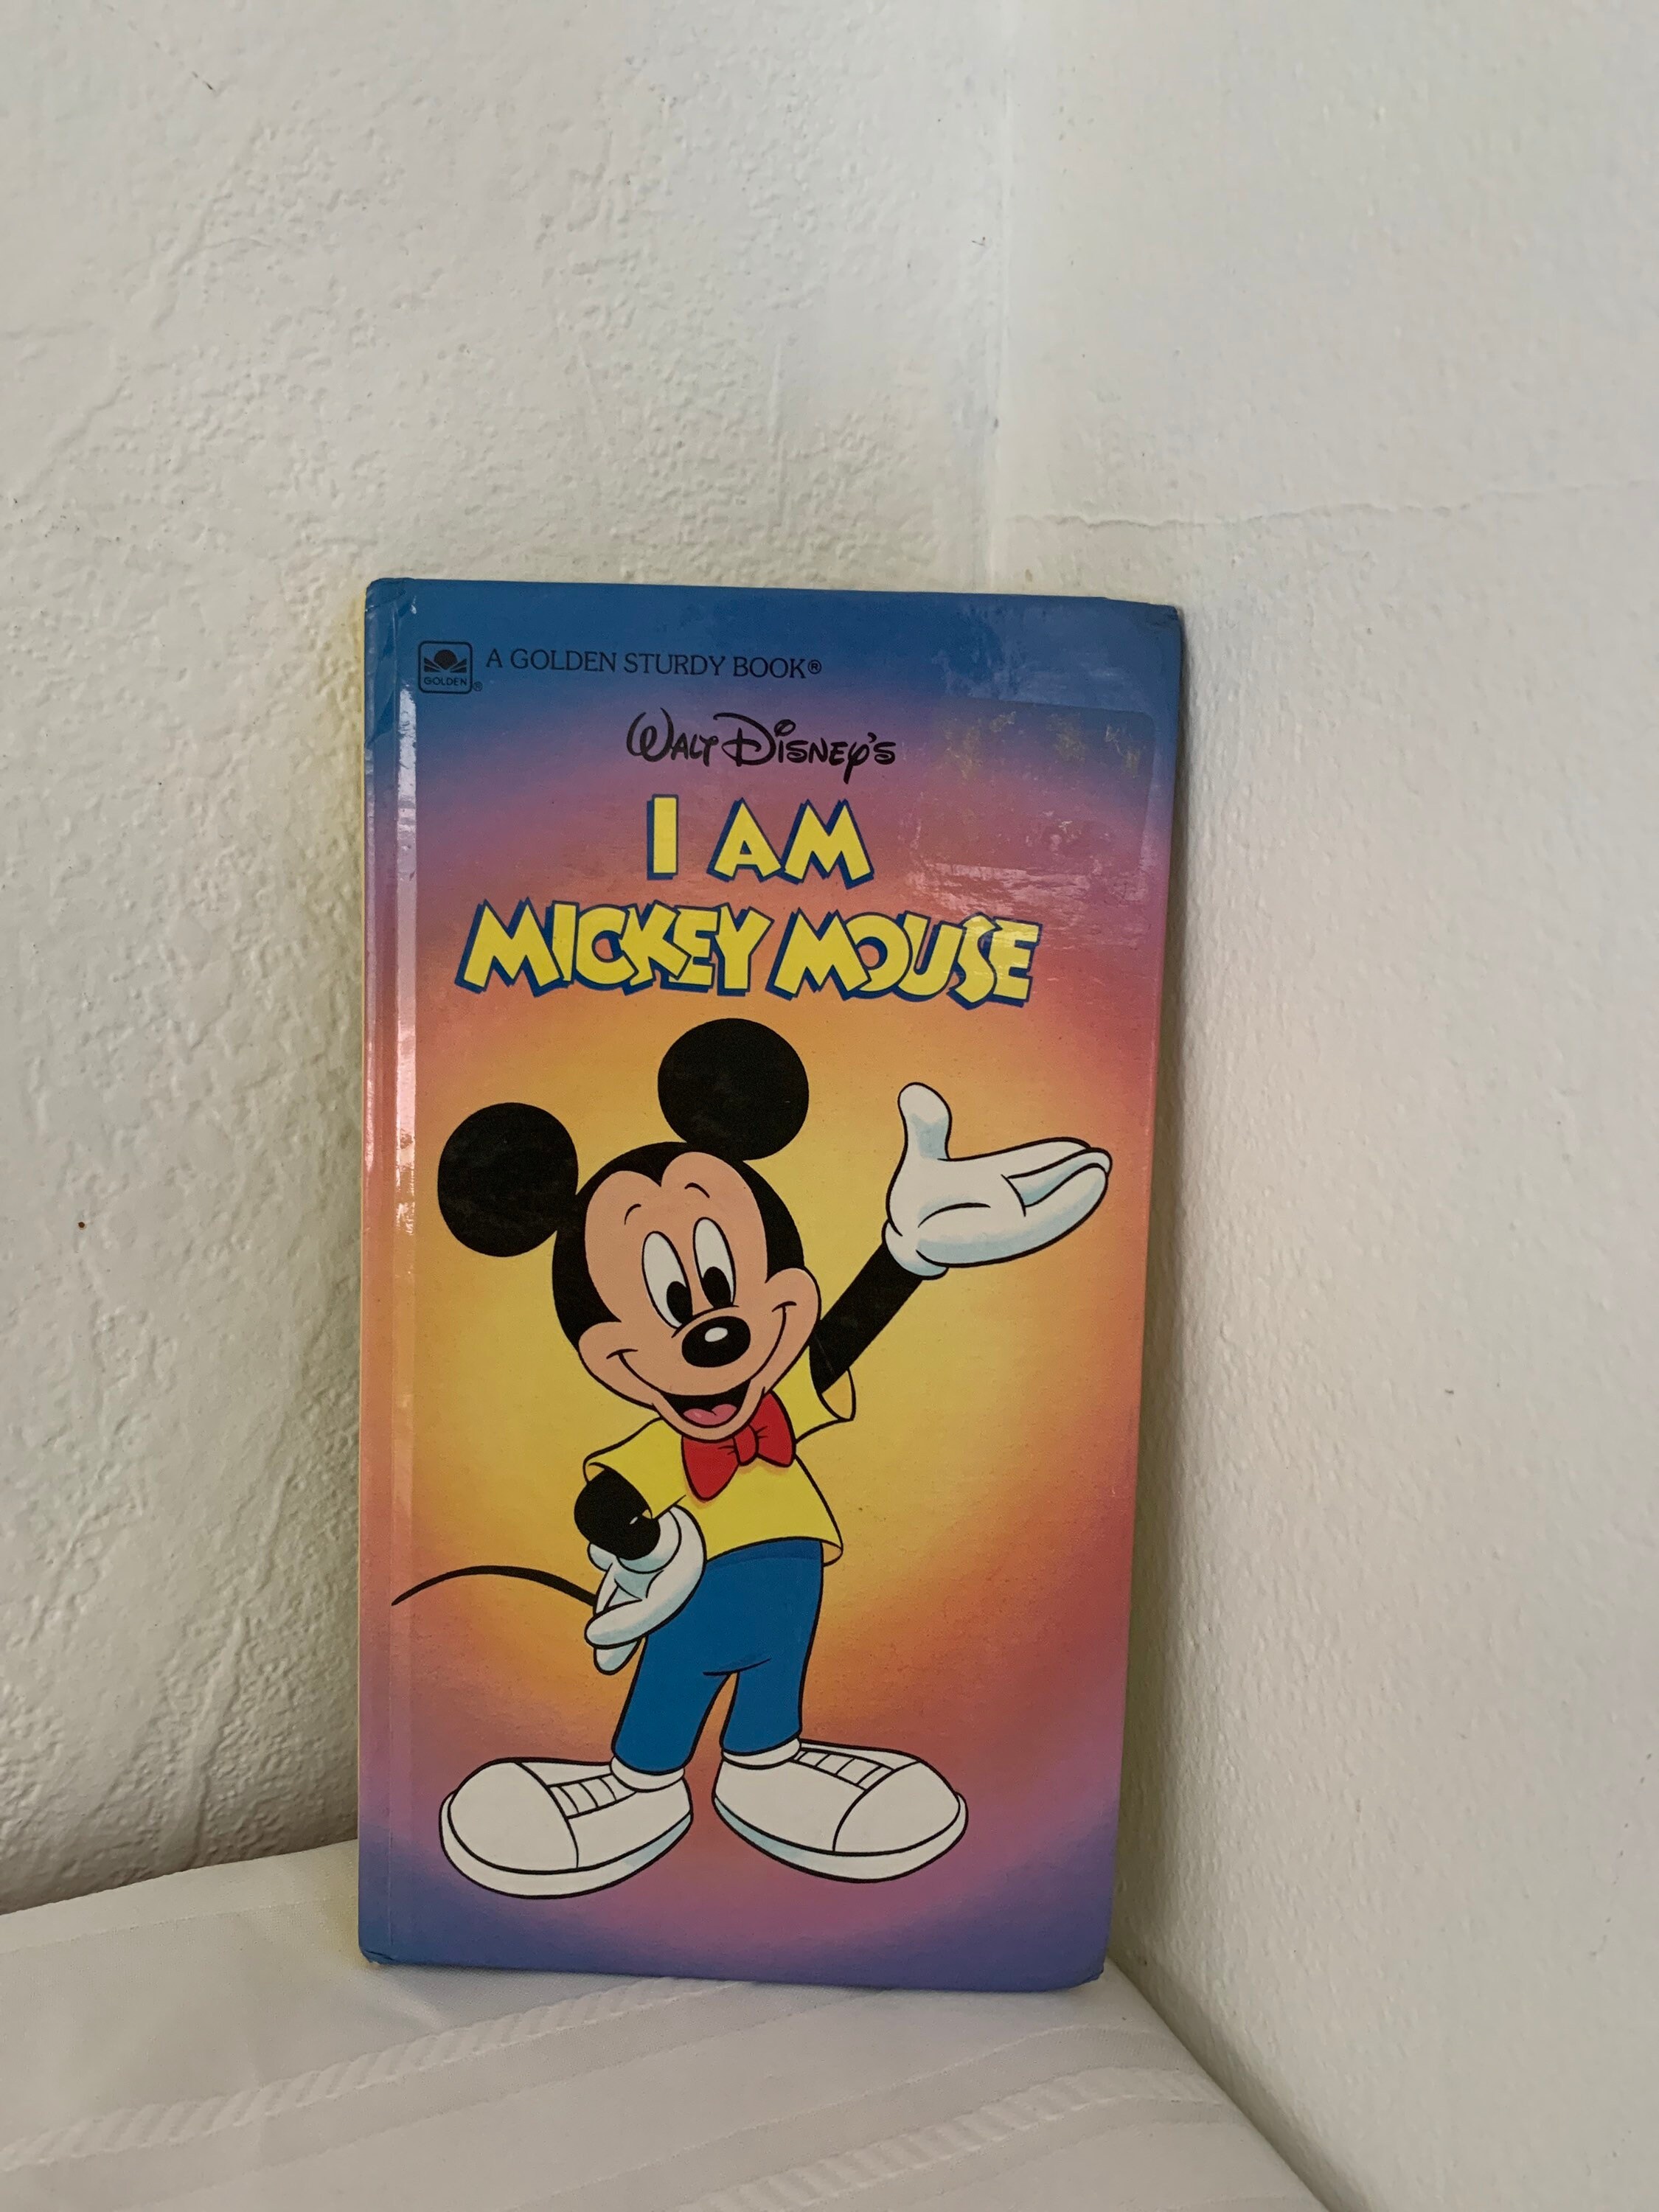 GOLDEN®
A GOLDEN STURDY BOOK®
WALT DISNEY'S
I AM
MICKEY MOUSE